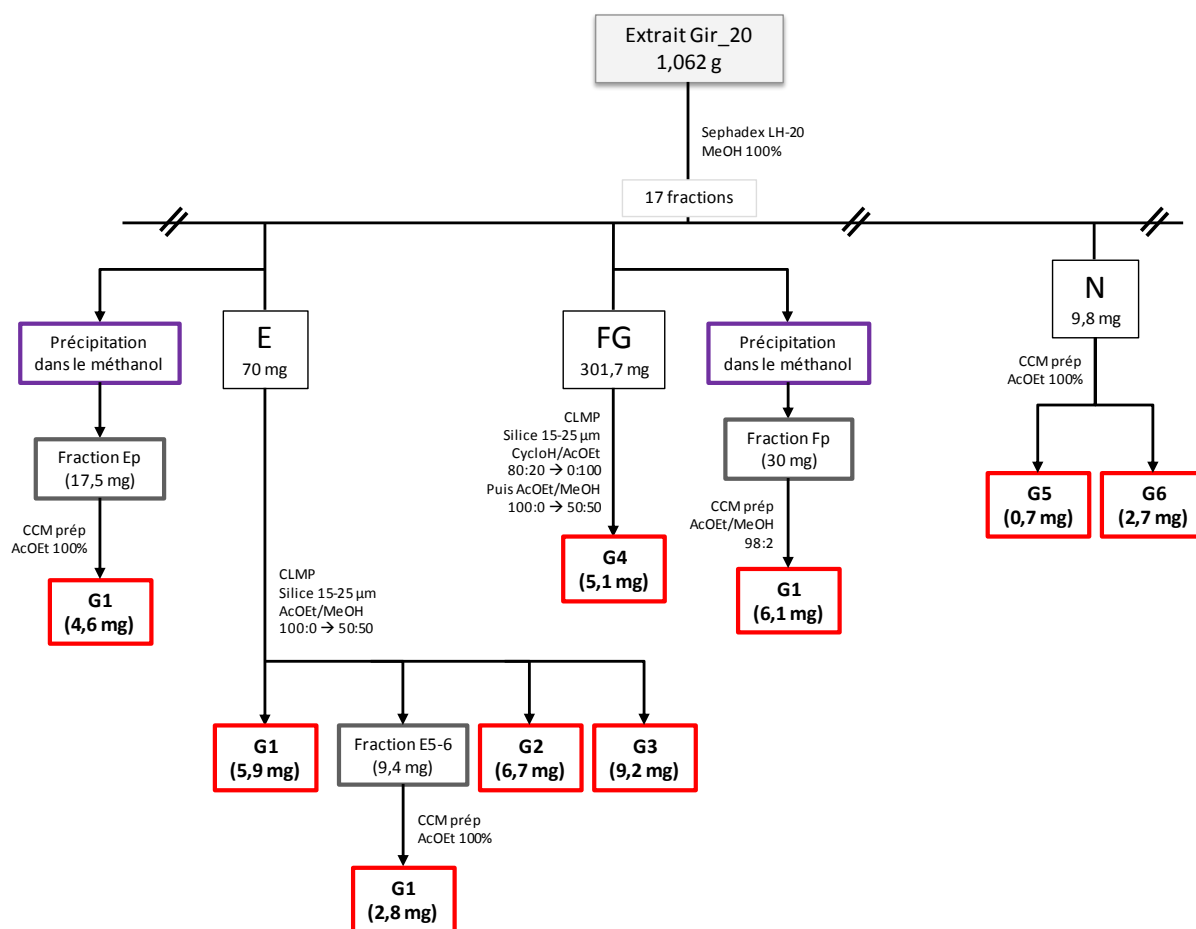 Extrait Gir_20
1,062 g
Sephadex LH-20
MeOH 100%
17 fractions
Précipitation
dans le méthanol
E
70 mg
FG
301,7 mg
Précipitation
dans le méthanol
N
9,8 mg
Fraction Ep
(17,5 mg)
CLMP
Silice 15-25 µm
CycloH/AcOEt
80:20 → 0:100
Puis AcOEt/MeOH
100:0 → 50:50
Fraction Fp
(30 mg)
CCM prép
AcOEt 100%
G5
(0,7 mg)
G6
(2,7 mg)
CCM prép
AcOEt 100%
G1
(4,6 mg)
CLMP
Silice 15-25 µm
AcOEt/MeOH
100:0 → 50:50
G4
(5,1 mg)
CCM prép
AcOEt/MeOH
98:2
G1
(6,1 mg)
G1
(5,9 mg)
Fraction E5-6
(9,4 mg)
G2
(6,7 mg)
G3
(9,2 mg)
CCM prép
AcOEt 100%
G1
(2,8 mg)